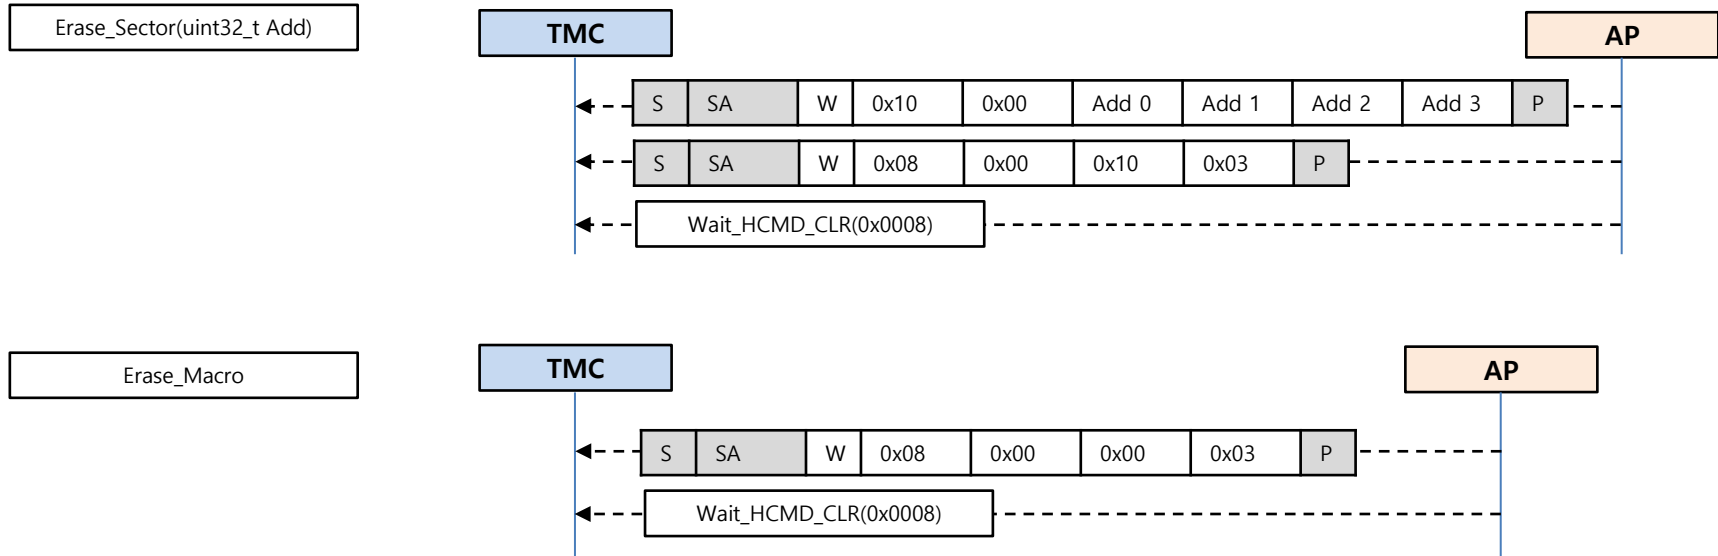 Erase_Sector(uint32_t Add)
TMC
AP
S SA W 0x10 0x00 Add 0 Add 1 Add 2 Add 3 P
S SA W 0x08 0x00 0x10 0x03 P
Wait_HCMD_CLR(0x0008)
Erase_Macro
TMC
AP
S SA W 0x08 0x00 0x00 0x03 P
Wait_HCMD_CLR(0x0008)